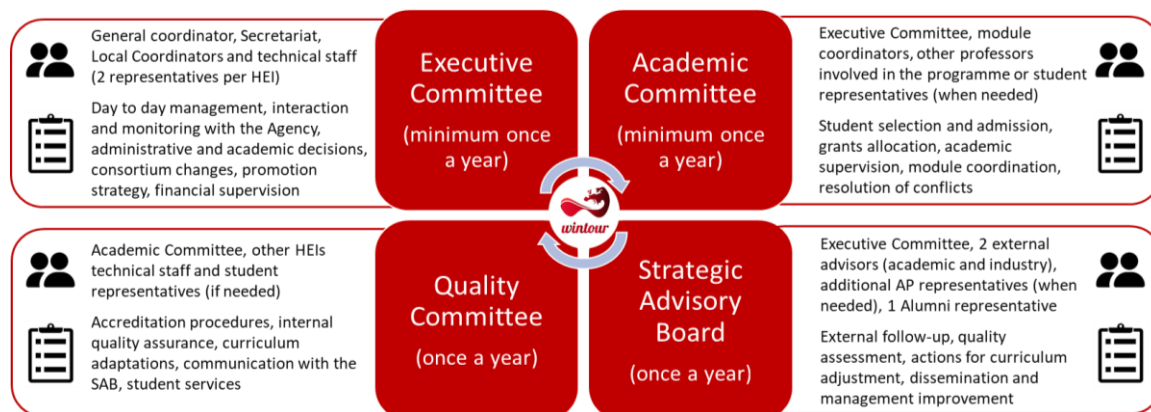 General coordinator, Secretariat,
Local Coordinators and technical staff
(2 representatives per HEI)
Day to day management, interaction
and monitoring with the Agency,
administrative and academic decisions,
consortium changes, promotion
strategy, financial supervision
Executive
Committee
(minimum once
a year)
Academic
Committee
(minimum once
a year)
Executive Committee, module
coordinators, other professors
involved in the programme or student
representatives (when needed)
Student selection and admission,
grants allocation, academic
supervision, module coordination,
resolution of conflicts
wintour
Academic Committee, other HEIs
technical staff and student
representatives (if needed)
Accreditation procedures, internal
quality assurance, curriculum
adaptations, communication with the
SAB, student services
Quality
Committee
(once a year)
Strategic
Advisory
Board
(once a year)
Executive Committee, 2 external
advisors (academic and industry),
additional AP representatives (when
needed), 1 Alumni representative
External follow-up, quality
assessment, actions for curriculum
adjustment, dissemination and
management improvement